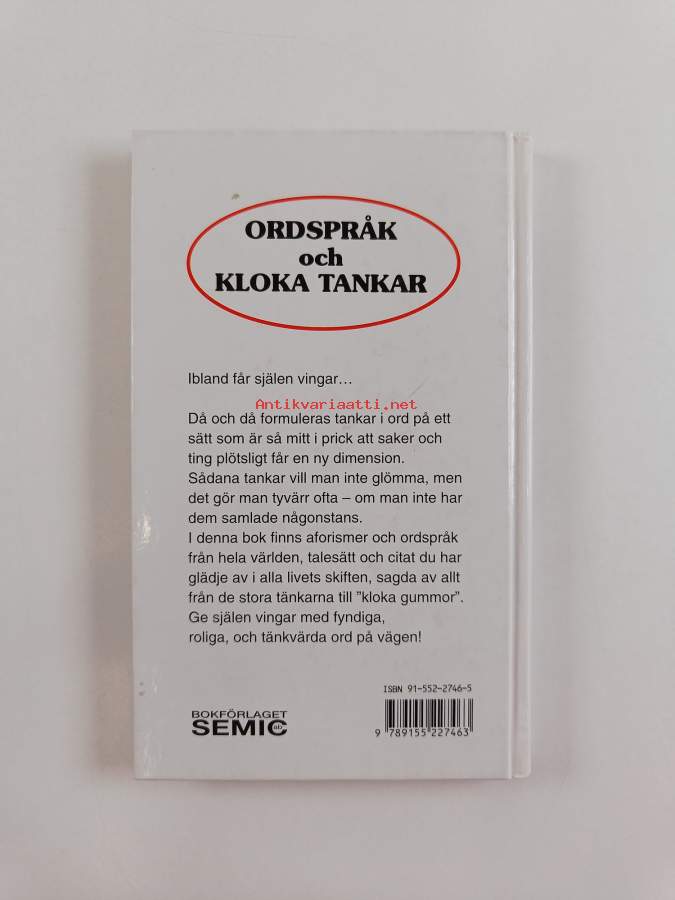 ORDSPRÅK
och
KLOKA TANKAR
Ibland får själen vingar…
Antikvariaatti.net
Då och då formuleras tankar i ord på ett
sätt som är så mitt i prick att saker och
ting plötsligt får en ny dimension.
Sådana tankar vill man inte glömma, men
det gör man tyvärr ofta – om man inte har
dem samlade någonstans.
I denna bok finns aforismer och ordspråk
från hela världen, talesätt och citat du har
glädje av i alla livets skiften, sagda av allt
från de stora tänkarna till ”kloka gummor”.
Ge själen vingar med fyndiga,
roliga, och tänkvärda ord på vägen!
ISBN 91-552-2746-5
BOKFÖRLAGET
SEMIC ab
9 789155 227463